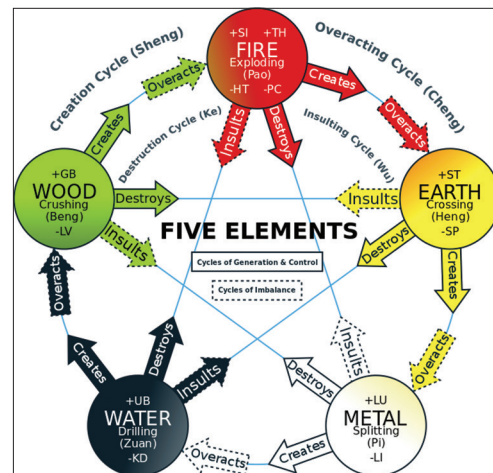 Creation Cycle (Sheng)
Overacting Cycle (Cheng)
Destruction Cycle (Ke)
Insulting Cycle (Wu)
+SI +TH
FIRE
Exploding
(Pao)
-HT -PC
Creates
Overacts
Insults
Destroys
+GB
WOOD
Crushing
(Beng)
-LV
Creates
Overacts
Destroys
Insults
+ST
EARTH
Crossing
(Heng)
-SP
Insults
Destroys
Creates
Overacts
FIVE ELEMENTS
Cycles of Generation & Control
Cycles of Imbalance
+UB
WATER
Drilling
(Zuan)
-KD
Overacts
Creates
Destroys
Insults
+LU
METAL
Splitting
(Pi)
-LI
Insults
Destroys
Creates
Overacts